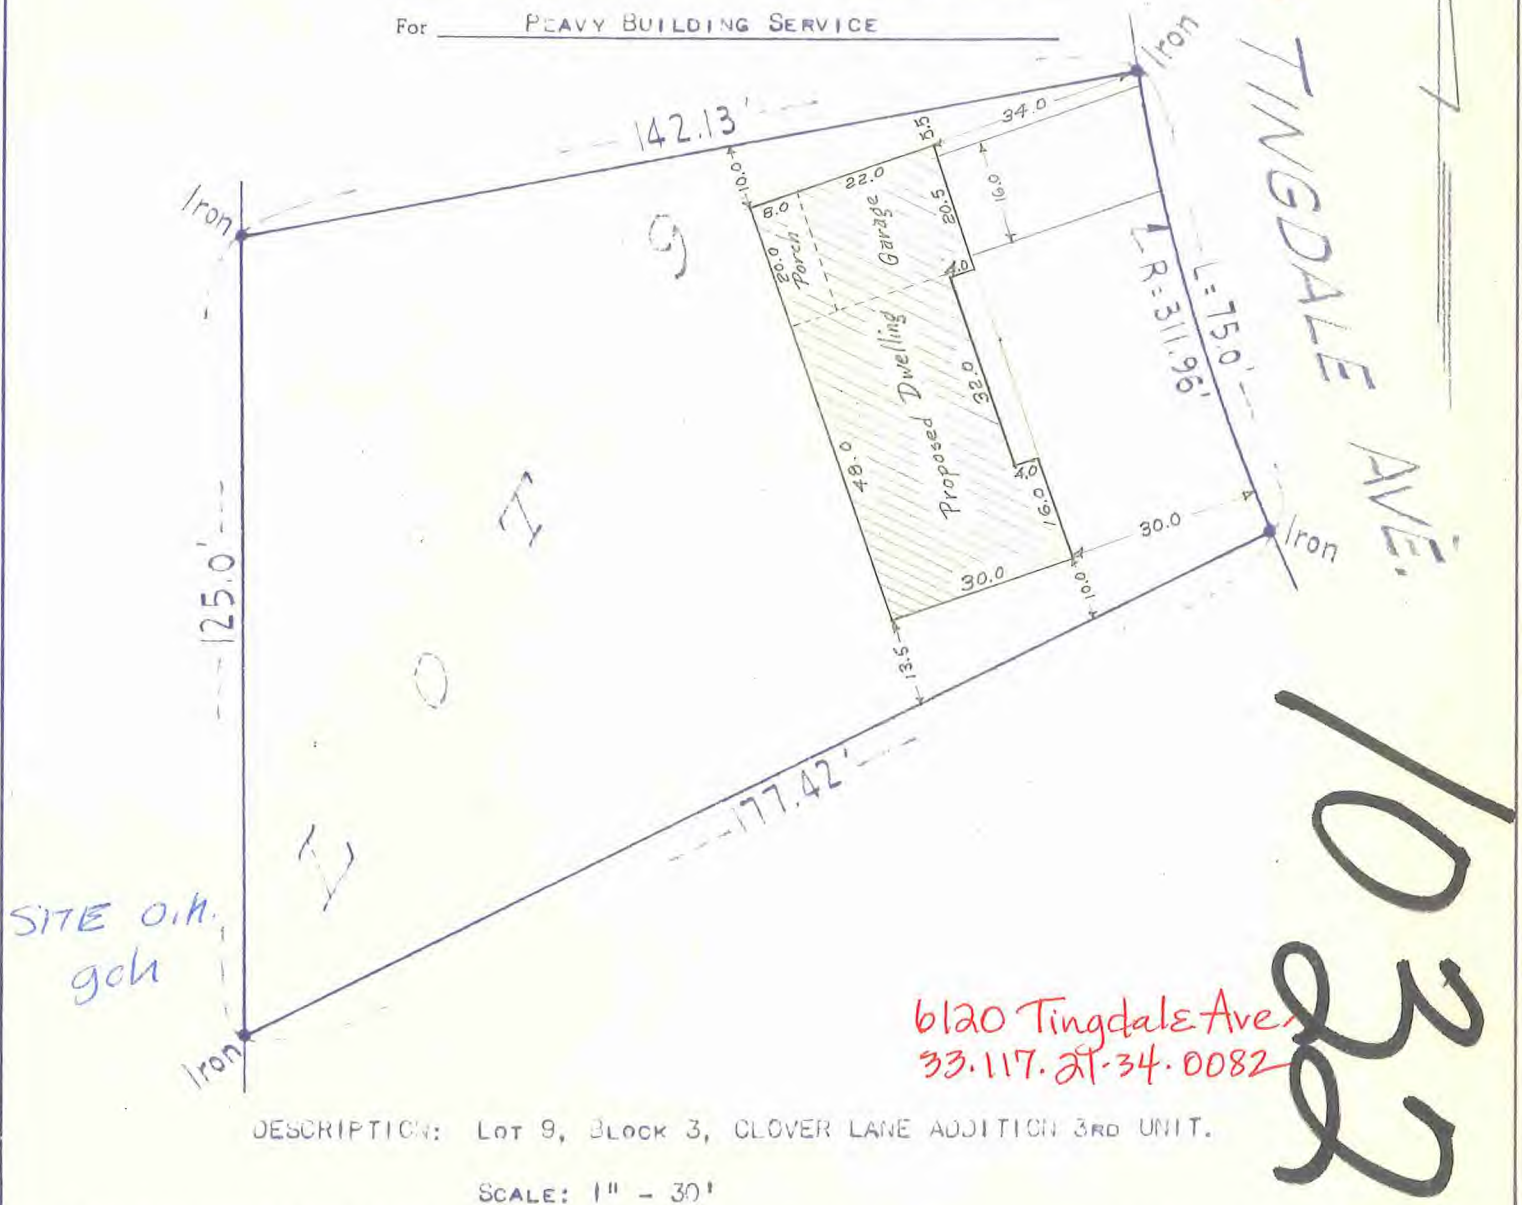 For PEAVY BUILDING SERVICE
Iron
TINGDALE AVE.
142.13'
34.0
5.5
10.0
22.0
8.0
20.5
16.0
Iron
9
20.0
Porch
Garage
4.0
L = 75.0'
R = 311.96'
Proposed Dwelling
32.0
48.0
4.0
16.0
30.0
Iron
30.0
10.0
13.5
125.0'
LOT
177.42'
SITE O.K.
gch
Iron
6120 Tingdale Ave
33.117.21.34.0082
DESCRIPTION: LOT 9, BLOCK 3, CLOVER LANE ADDITION 3RD UNIT.
SCALE: 1" - 30'